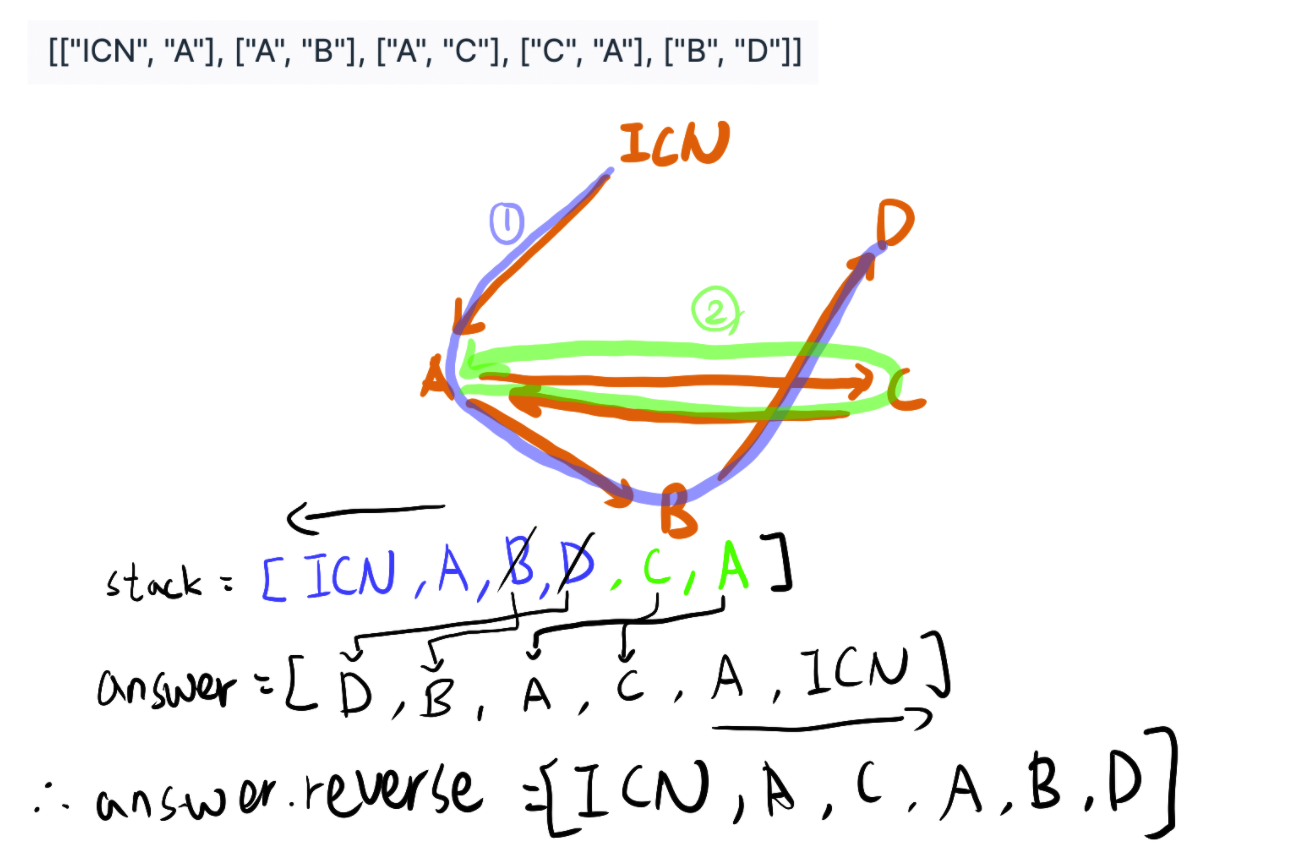 [["ICN", "A"], ["A", "B"], ["A", "C"], ["C", "A"], ["B", "D"]]
ICN
①
D
②
A
C
B
stack = [ICN, A, B, D, C, A]
answer = [D, B, A, C, A, ICN]
∴ answer.reverse = [ICN, A, C, A, B, D]